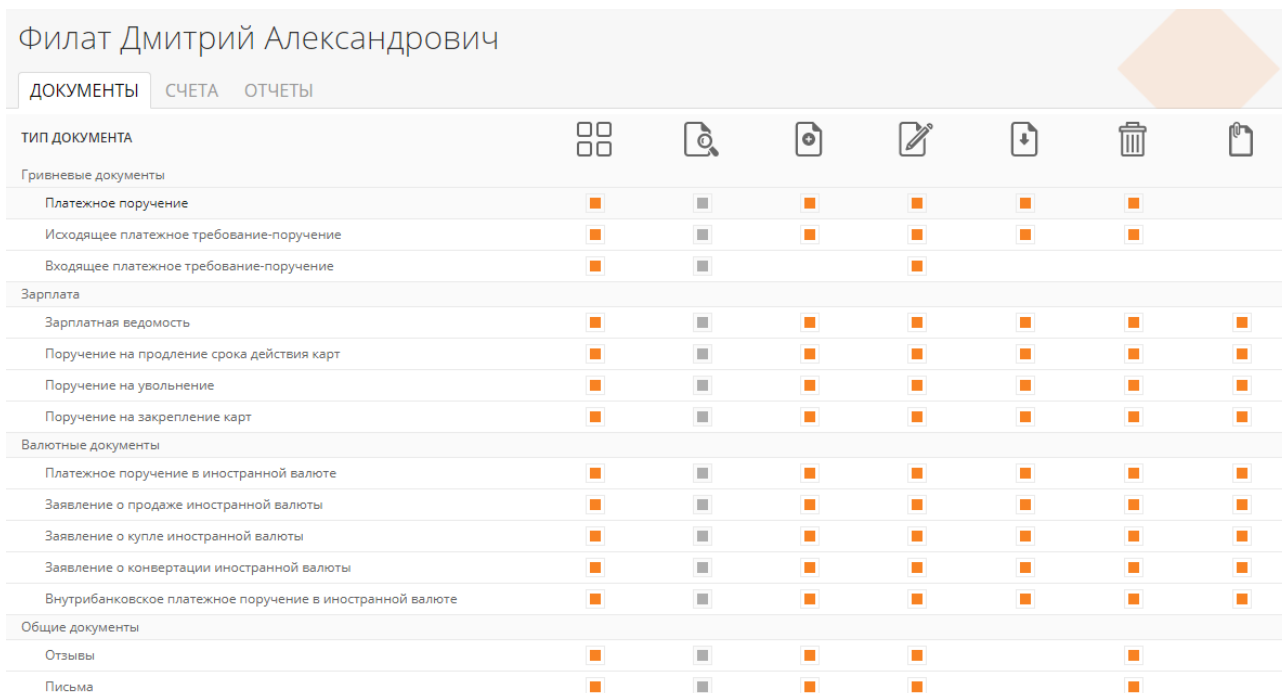 Филат Дмитрий Александрович
ДОКУМЕНТЫ СЧЕТА ОТЧЕТЫ
ТИП ДОКУМЕНТА
Гривневые документы
Платежное поручение
Исходящее платежное требование-поручение
Входящее платежное требование-поручение
Зарплата
Зарплатная ведомость
Поручение на продление срока действия карт
Поручение на увольнение
Поручение на закрепление карт
Валютные документы
Платежное поручение в иностранной валюте
Заявление о продаже иностранной валюты
Заявление о купле иностранной валюты
Заявление о конвертации иностранной валюты
Внутрибанковское платежное поручение в иностранной валюте
Общие документы
Отзывы
Письма